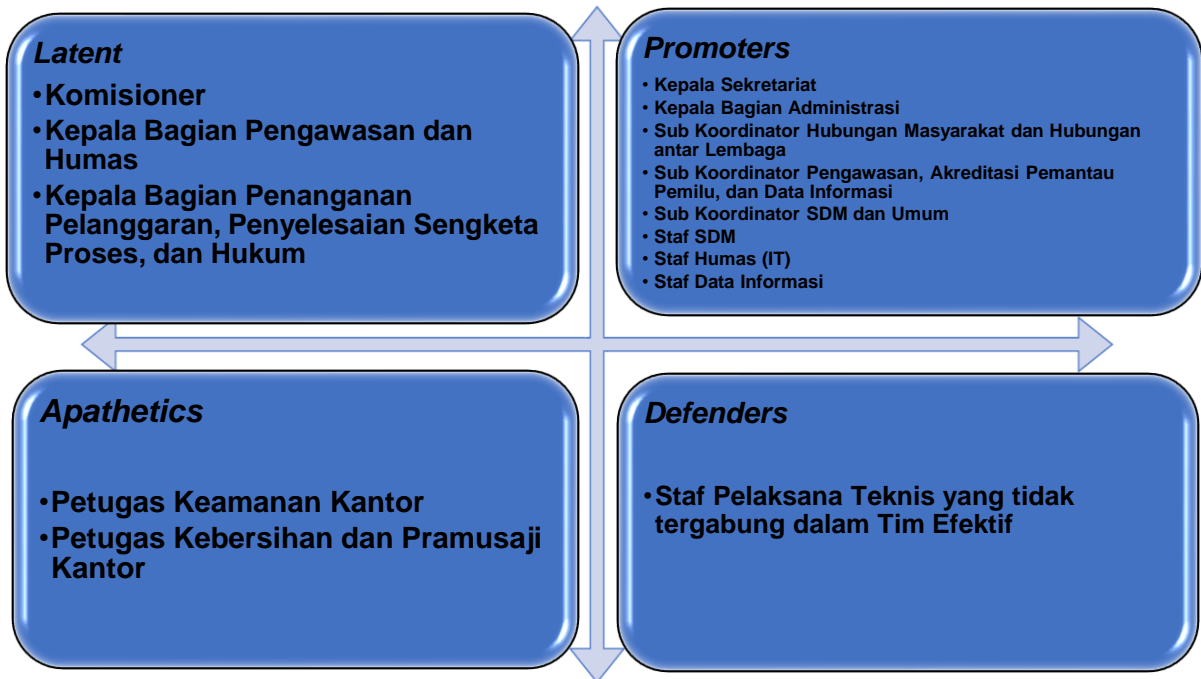 Latent
•Komisioner
•Kepala Bagian Pengawasan dan
Humas
•Kepala Bagian Penanganan
Pelanggaran, Penyelesaian Sengketa
Proses, dan Hukum
Promoters
• Kepala Sekretariat
• Kepala Bagian Administrasi
• Sub Koordinator Hubungan Masyarakat dan Hubungan
antar Lembaga
• Sub Koordinator Pengawasan, Akreditasi Pemantau
Pemilu, dan Data Informasi
• Sub Koordinator SDM dan Umum
• Staf SDM
• Staf Humas (IT)
• Staf Data Informasi
Apathetics
•Petugas Keamanan Kantor
•Petugas Kebersihan dan Pramusaji
Kantor
Defenders
•Staf Pelaksana Teknis yang tidak
tergabung dalam Tim Efektif